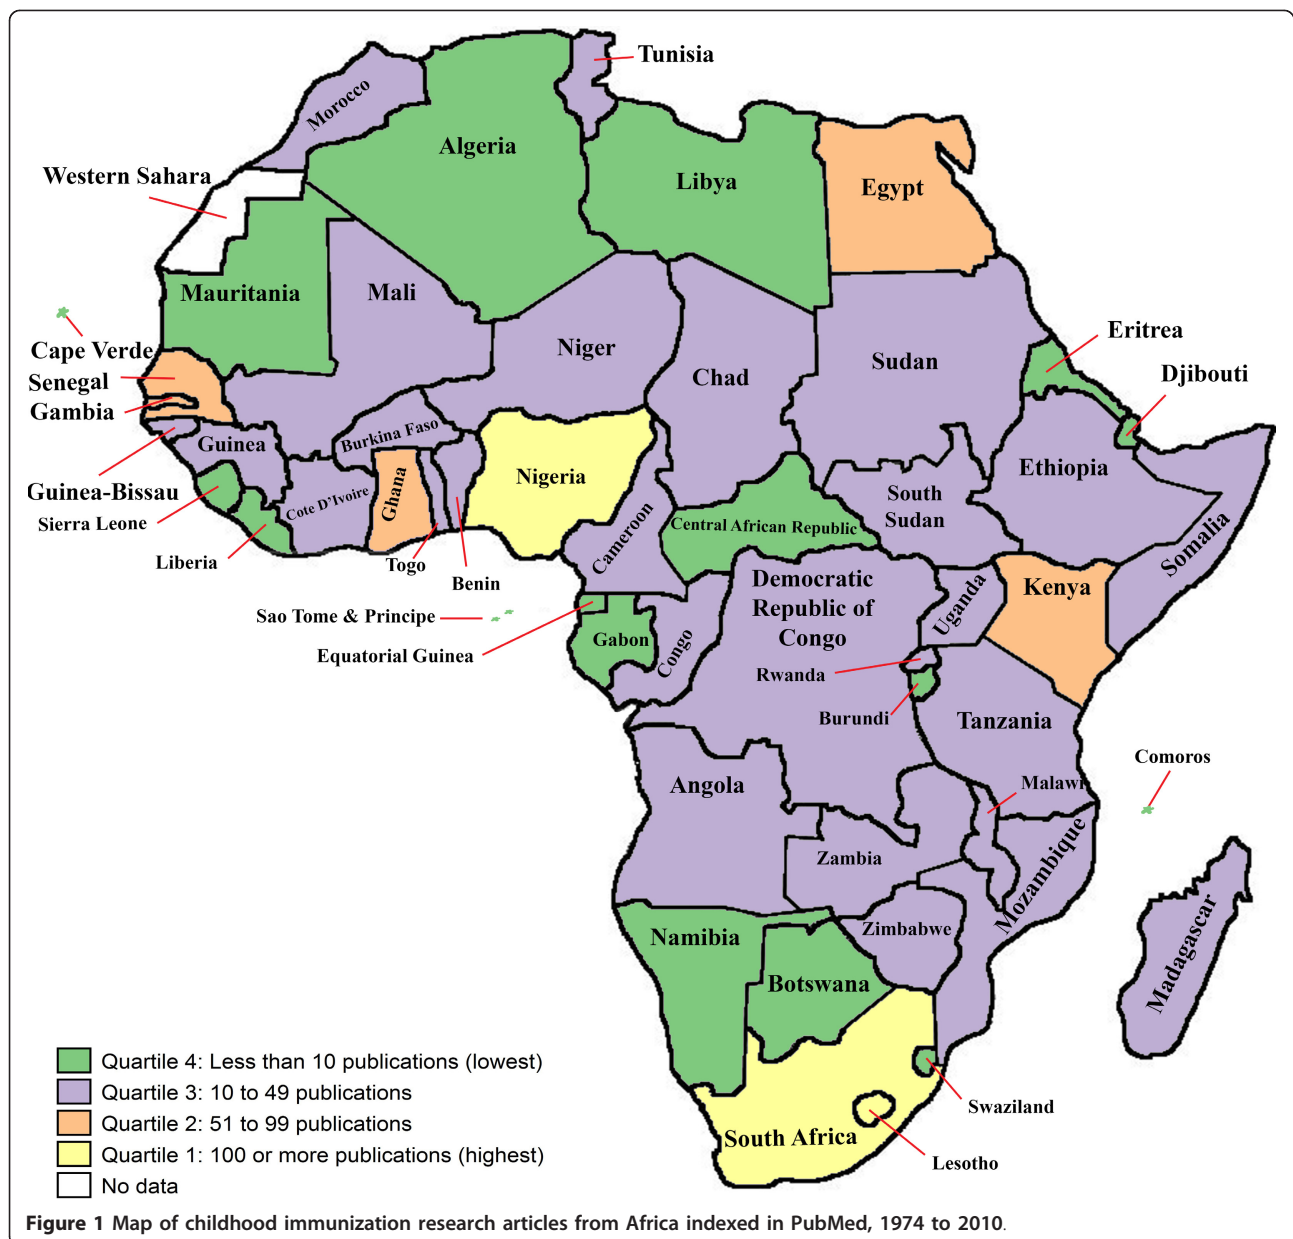 Tunisia
Morocco
Algeria
Western Sahara
Libya
Egypt
Mauritania
Mali
Cape Verde
Niger
Chad
Sudan
Eritrea
Djibouti
Senegal
Gambia
Guinea
Burkina Faso
Guinea-Bissau
Sierra Leone
Cote D'Ivoire
Ghana
Nigeria
Ethiopia
South
Sudan
Somalia
Central African Republic
Cameroon
Liberia
Togo
Benin
Democratic
Republic of
Congo
Uganda
Kenya
Sao Tome & Principe
Gabon
Congo
Equatorial Guinea
Rwanda
Burundi
Tanzania
Comoros
Angola
Malawi
Zambia
Mozambique
Zimbabwe
Madagascar
Namibia
Botswana
Swaziland
South Africa
Lesotho
Quartile 4: Less than 10 publications (lowest)
Quartile 3: 10 to 49 publications
Quartile 2: 51 to 99 publications
Quartile 1: 100 or more publications (highest)
No data
Figure 1 Map of childhood immunization research articles from Africa indexed in PubMed, 1974 to 2010.